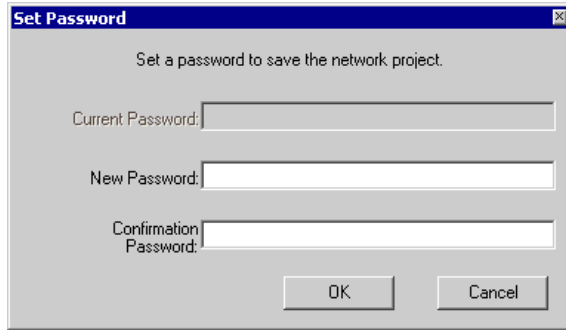 Set Password
Set a password to save the network project.
Current Password:
New Password:
Confirmation
Password:
OK
Cancel